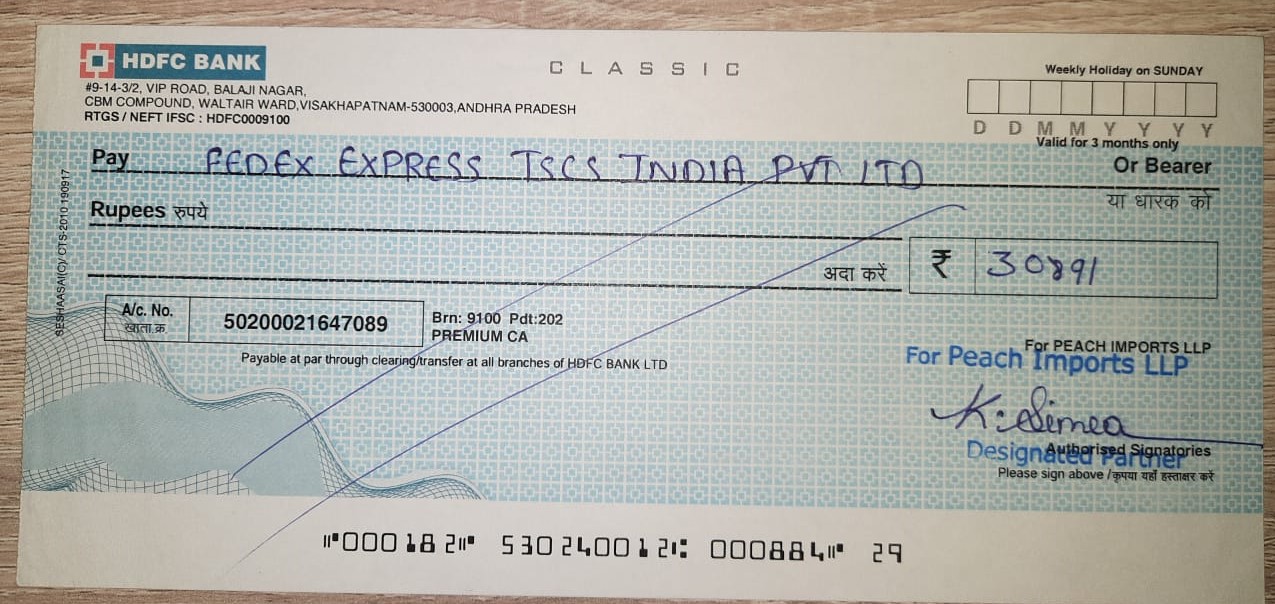 HDFC BANK
CLASSIC
Weekly Holiday on SUNDAY
#9-14-3/2, VIP ROAD, BALAJI NAGAR,
CBM COMPOUND, WALTAIR WARD,VISAKHAPATNAM-530003,ANDHRA PRADESH
RTGS / NEFT IFSC : HDFC0009100
D D M M Y Y Y Y
Valid for 3 months only
Pay FEDEX EXPRESS TSCS INDIA PVT LTD
Or Bearer
या धारक को
Rupees रुपये
अदा करें
₹ 30891
A/c. No.
खाता.क्र.
50200021647089
Brn: 9100 Pdt:202
PREMIUM CA
Payable at par through clearing/transfer at all branches of HDFC BANK LTD
For PEACH IMPORTS LLP
For Peach Imports LLP
K. Simea
Authorised Signatories
Designated Partner
Please sign above /कृपया यहाँ हस्ताक्षर करें
SESHAASAI(C)/ CTS-2010 190917
⑈000182⑈ 530240012⑆ 000884⑈ 29